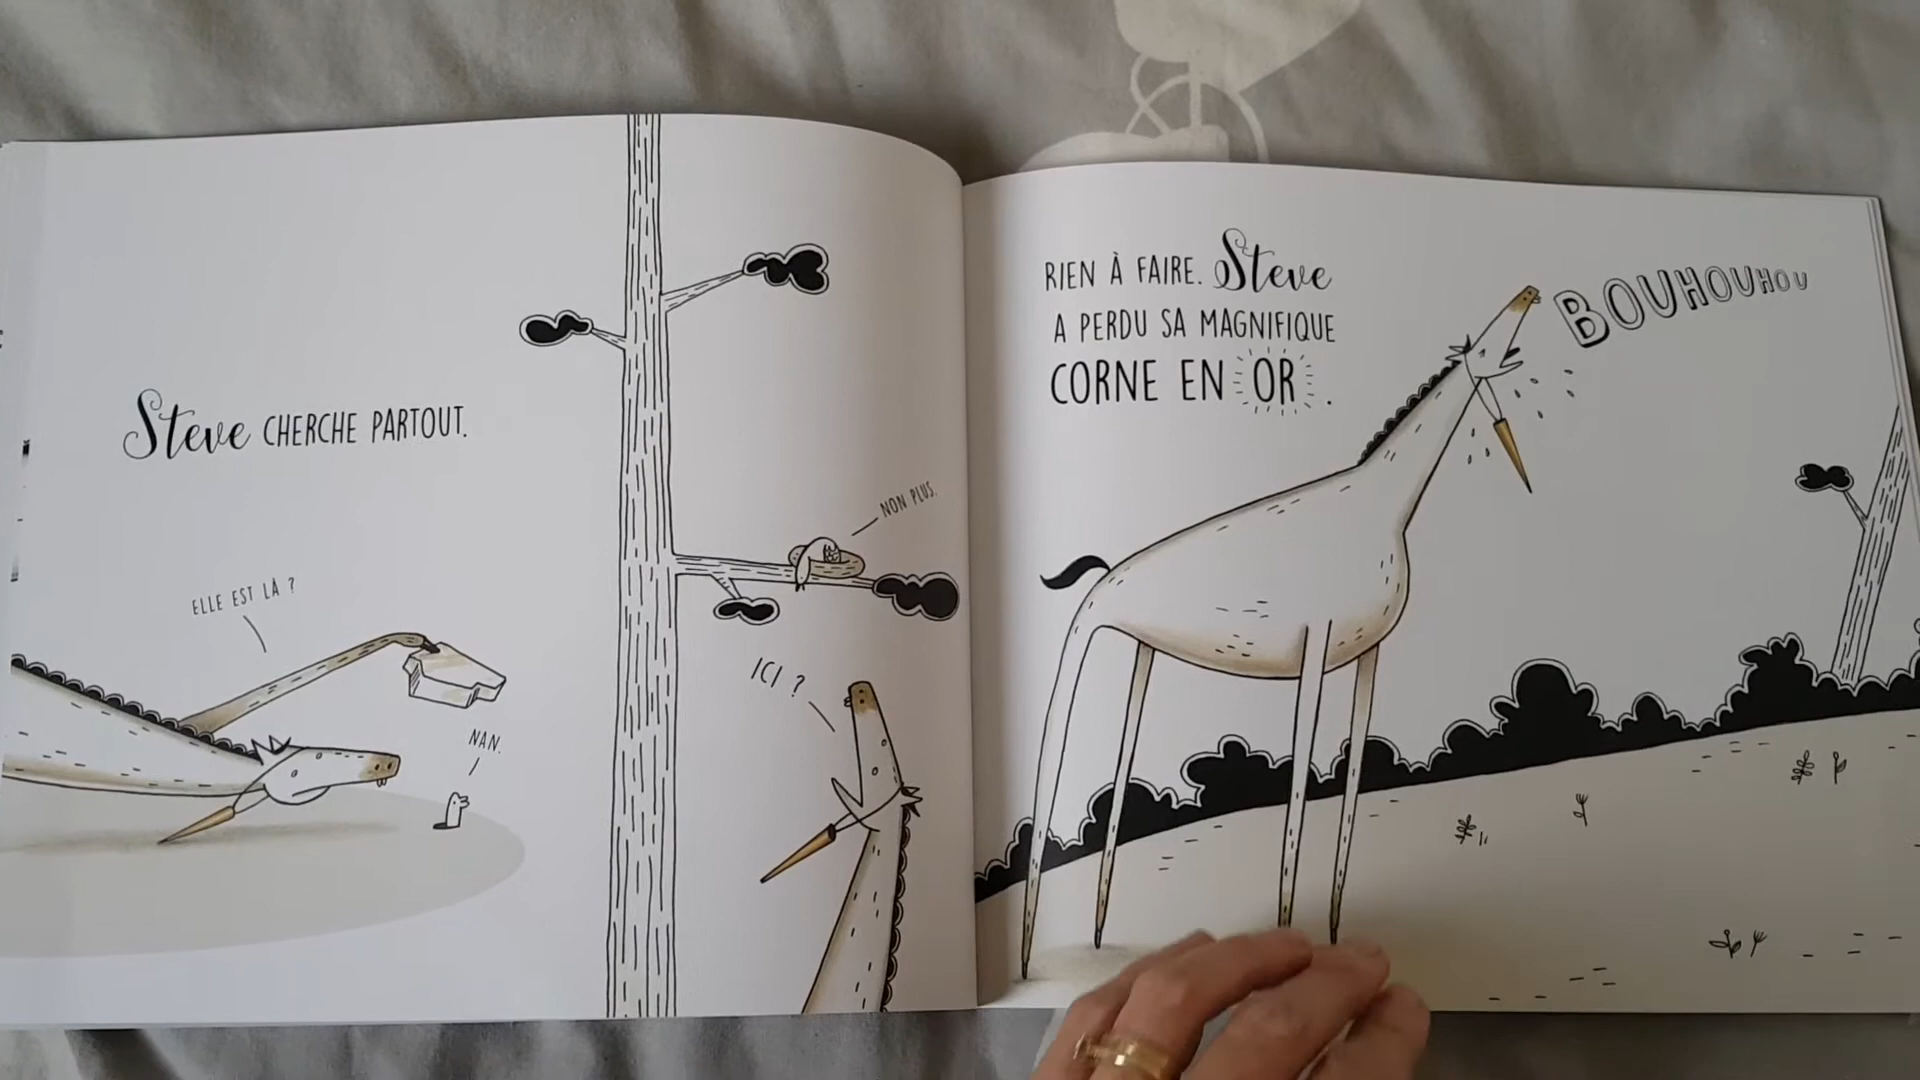 Steve CHERCHE PARTOUT.
ELLE EST LÀ ?
NAN.
NON PLUS.
ICI ?
RIEN À FAIRE. Steve
A PERDU SA MAGNIFIQUE
CORNE EN OR .
BOUHOUHOU